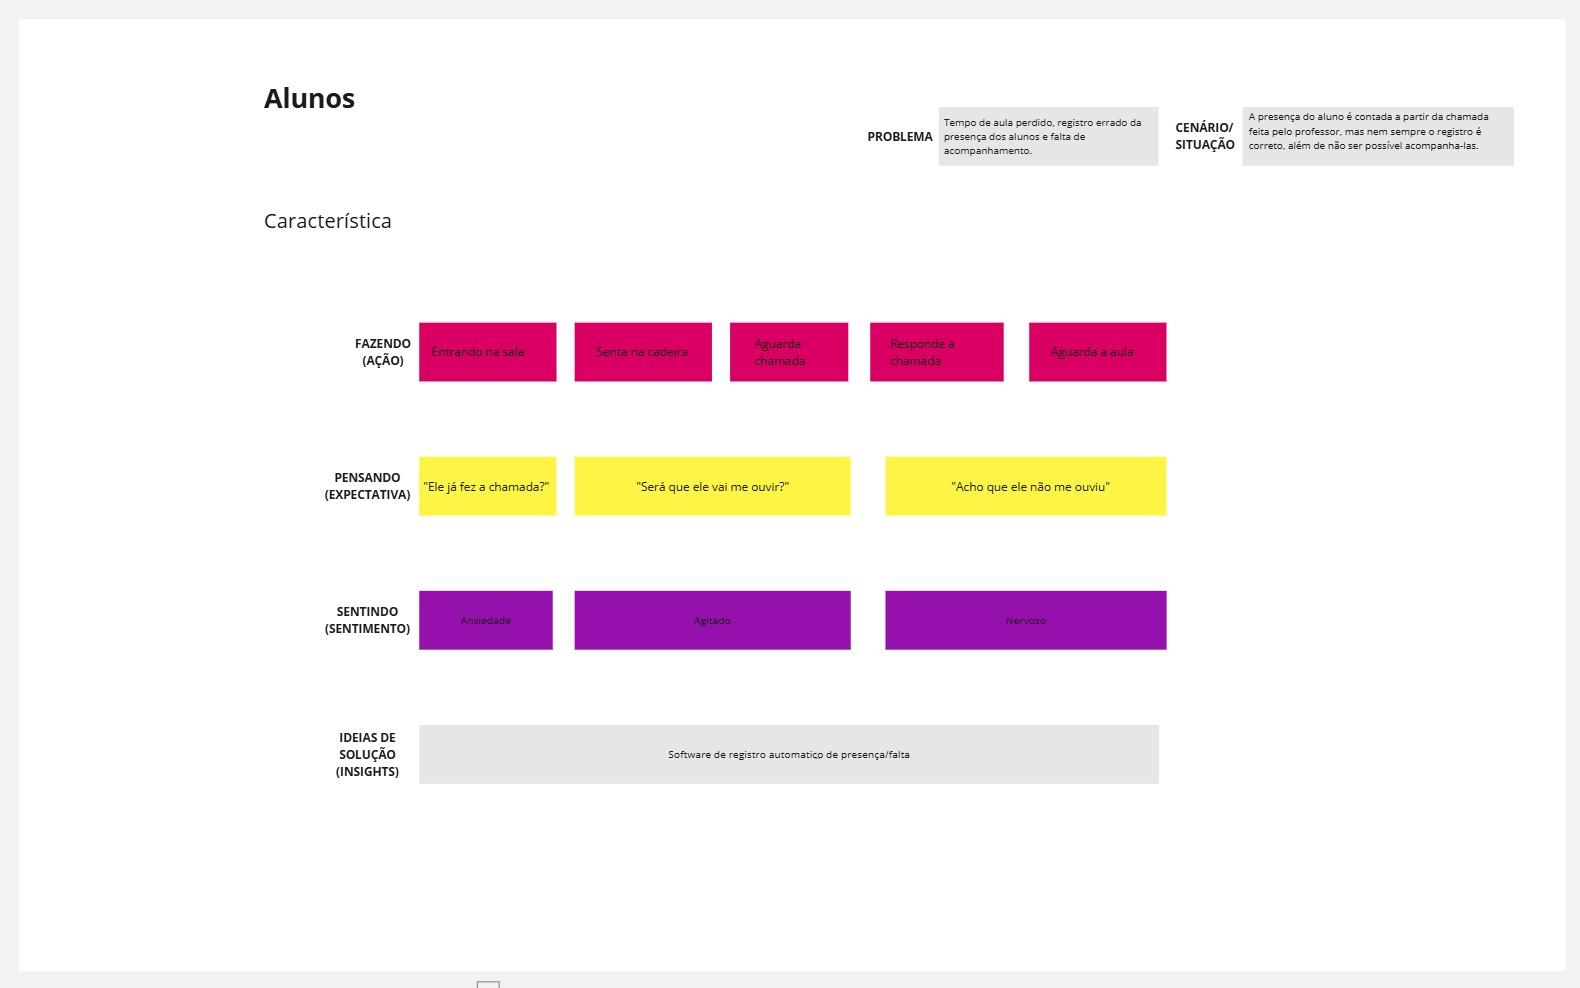 Alunos
PROBLEMA
Tempo de aula perdido, registro errado da
presença dos alunos e falta de
acompanhamento.
CENÁRIO/
SITUAÇÃO
A presença do aluno é contada a partir da chamada
feita pelo professor, mas nem sempre o registro é
correto, além de não ser possível acompanha-las.
Característica
FAZENDO
(AÇÃO)
Entrando na sala
Senta na cadeira
Aguarda
chamada
Responde a
chamada
Aguarda a aula
PENSANDO
(EXPECTATIVA)
"Ele já fez a chamada?"
"Será que ele vai me ouvir?"
"Acho que ele não me ouviu"
SENTINDO
(SENTIMENTO)
Ansiedade
Agitado
Nervoso
IDEIAS DE
SOLUÇÃO
(INSIGHTS)
Software de registro automatico de presença/falta